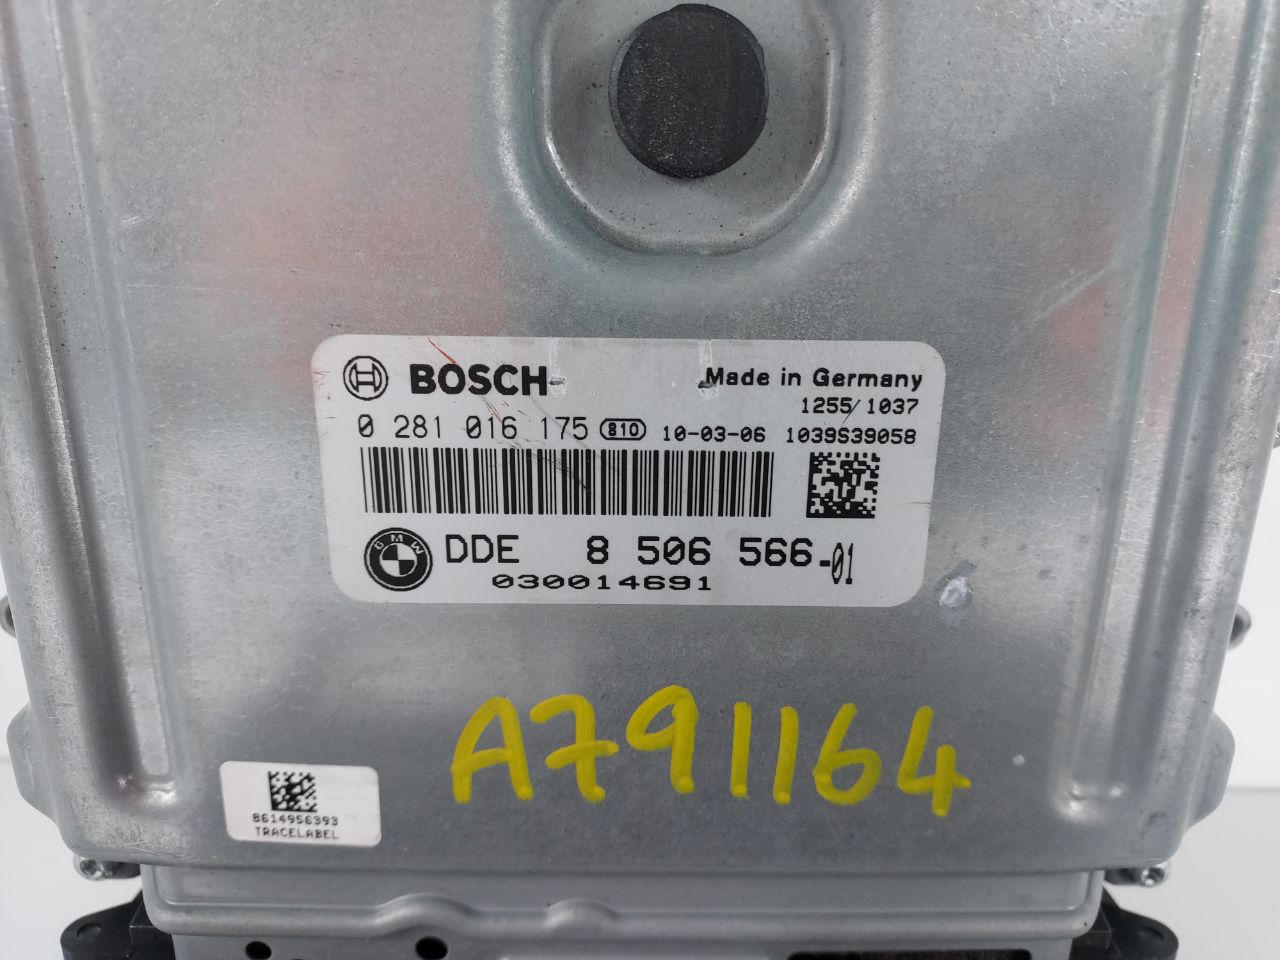 BOSCH
Made in Germany
1255/1037
0 281 016 175 810 10-03-06 1039S39058
BMW
DDE 8 506 566-01
030014691
A791164
8614956393
TRACELABEL